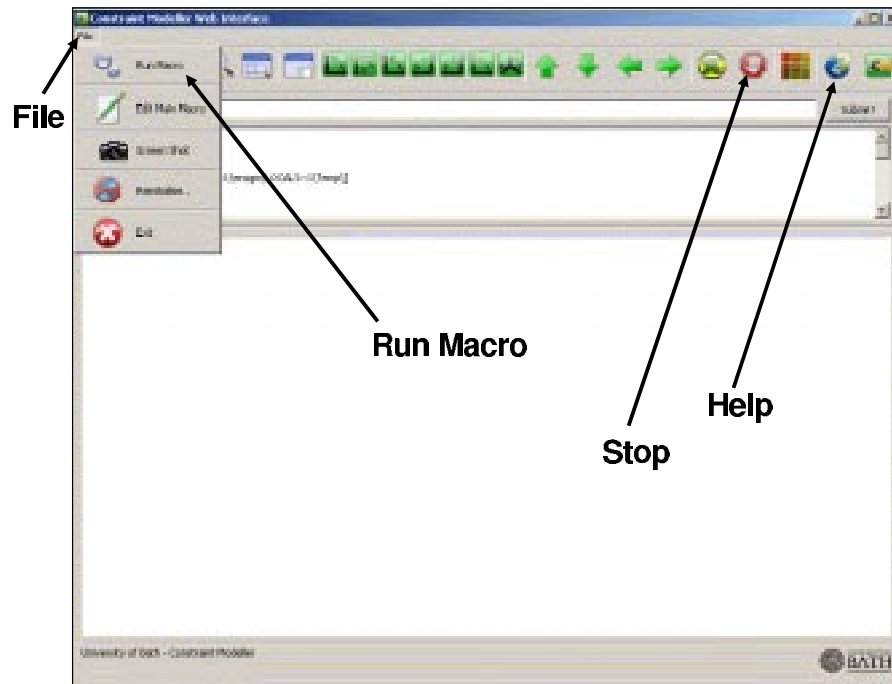 Constraint Modeller Web Interface
File
Run Macro
File
Edit Main Macro
Submit
Screen Shot
Exit
Run Macro
Help
Stop
University of Bath - Constraint Modeller
BATH